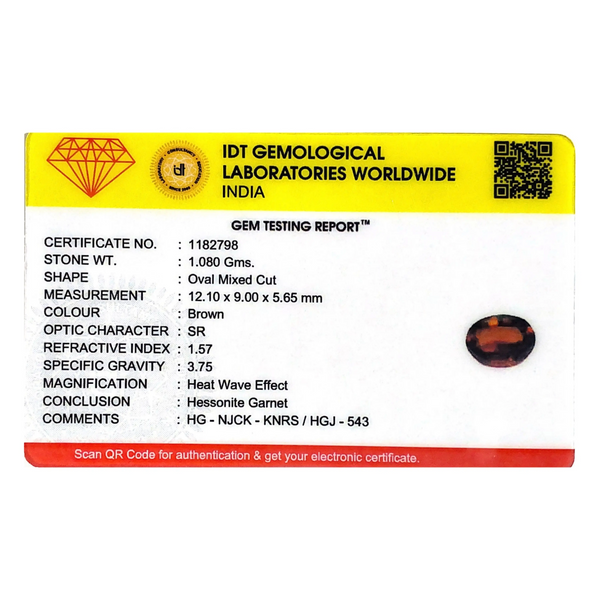 IDT GEMOLOGICAL
LABORATORIES WORLDWIDE
INDIA
GEM TESTING REPORT™
CERTIFICATE NO. : 1182798
STONE WT. : 1.080 Gms.
SHAPE : Oval Mixed Cut
MEASUREMENT : 12.10 x 9.00 x 5.65 mm
COLOUR : Brown
OPTIC CHARACTER : SR
REFRACTIVE INDEX : 1.57
SPECIFIC GRAVITY : 3.75
MAGNIFICATION : Heat Wave Effect
CONCLUSION : Hessonite Garnet
COMMENTS : HG - NJCK - KNRS / HGJ - 543
Scan QR Code for authentication & get your electronic certificate.